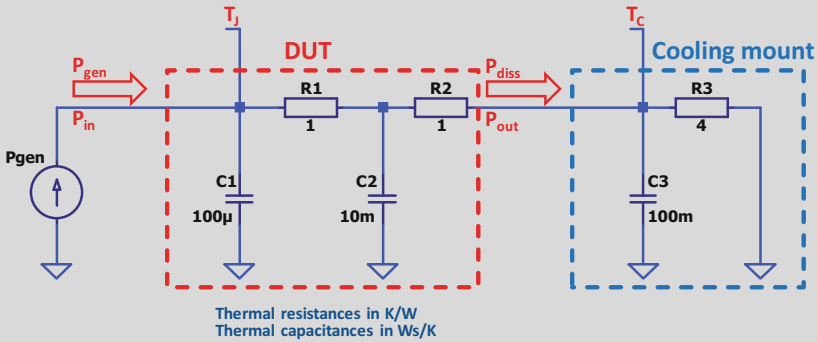 T_J
T_C
DUT
Cooling mount
P_gen
P_diss
R1
R2
R3
P_in
1
1
P_out
4
Pgen
C1
C2
C3
100µ
10m
100m
Thermal resistances in K/W
Thermal capacitances in Ws/K